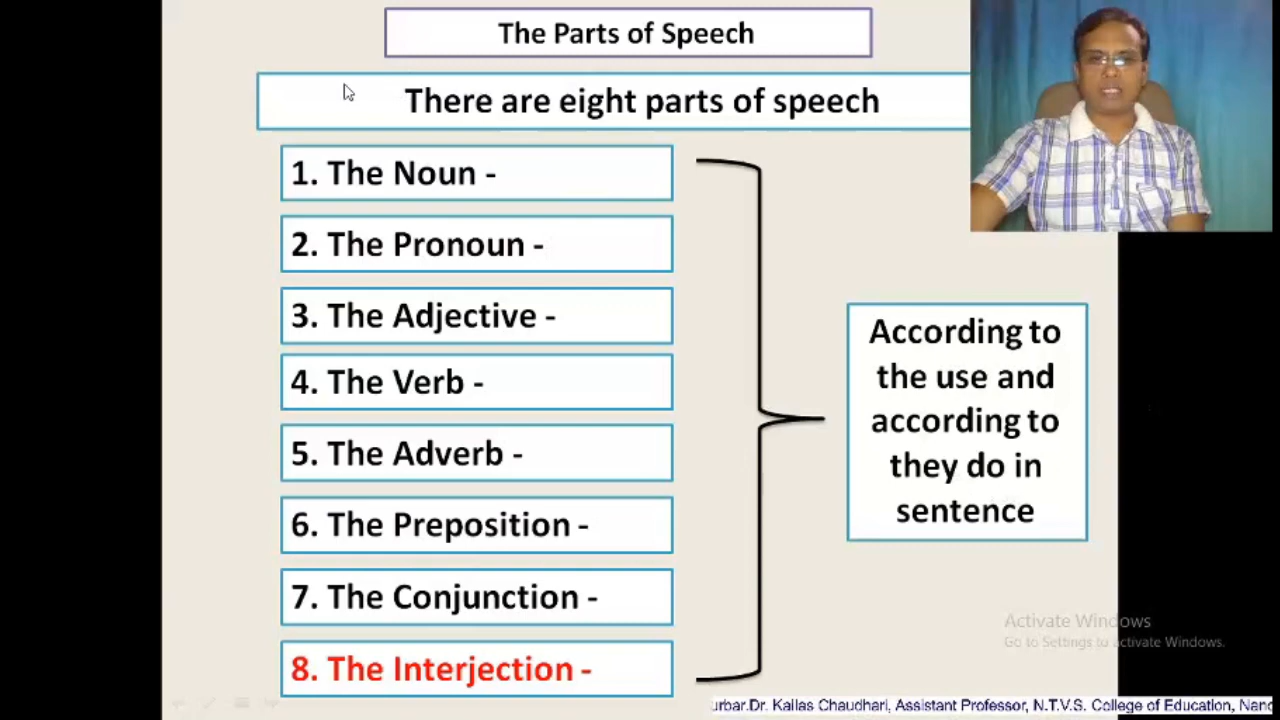 The Parts of Speech
There are eight parts of speech
1. The Noun -
2. The Pronoun -
3. The Adjective -
4. The Verb -
5. The Adverb -
6. The Preposition -
7. The Conjunction -
8. The Interjection -
According to
the use and
according to
they do in
sentence
Activate Windows
Go to Settings to activate Windows.
urbar.Dr. Kailas Chaudhari, Assistant Professor, N.T.V.S. College of Education, Nan